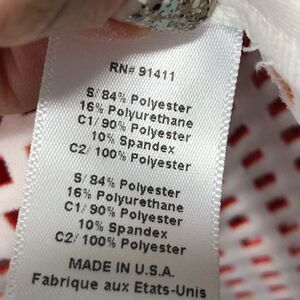 RN# 91411
S/ 84% Polyester
16% Polyurethane
C1/ 90% Polyester
10% Spandex
C2/ 100% Polyester
S/ 84% Polyester
16% Polyurethane
C1/ 90% Polyester
10% Spandex
C2/ 100% Polyester
MADE IN U.S.A.
Fabrique aux Etats-Unis